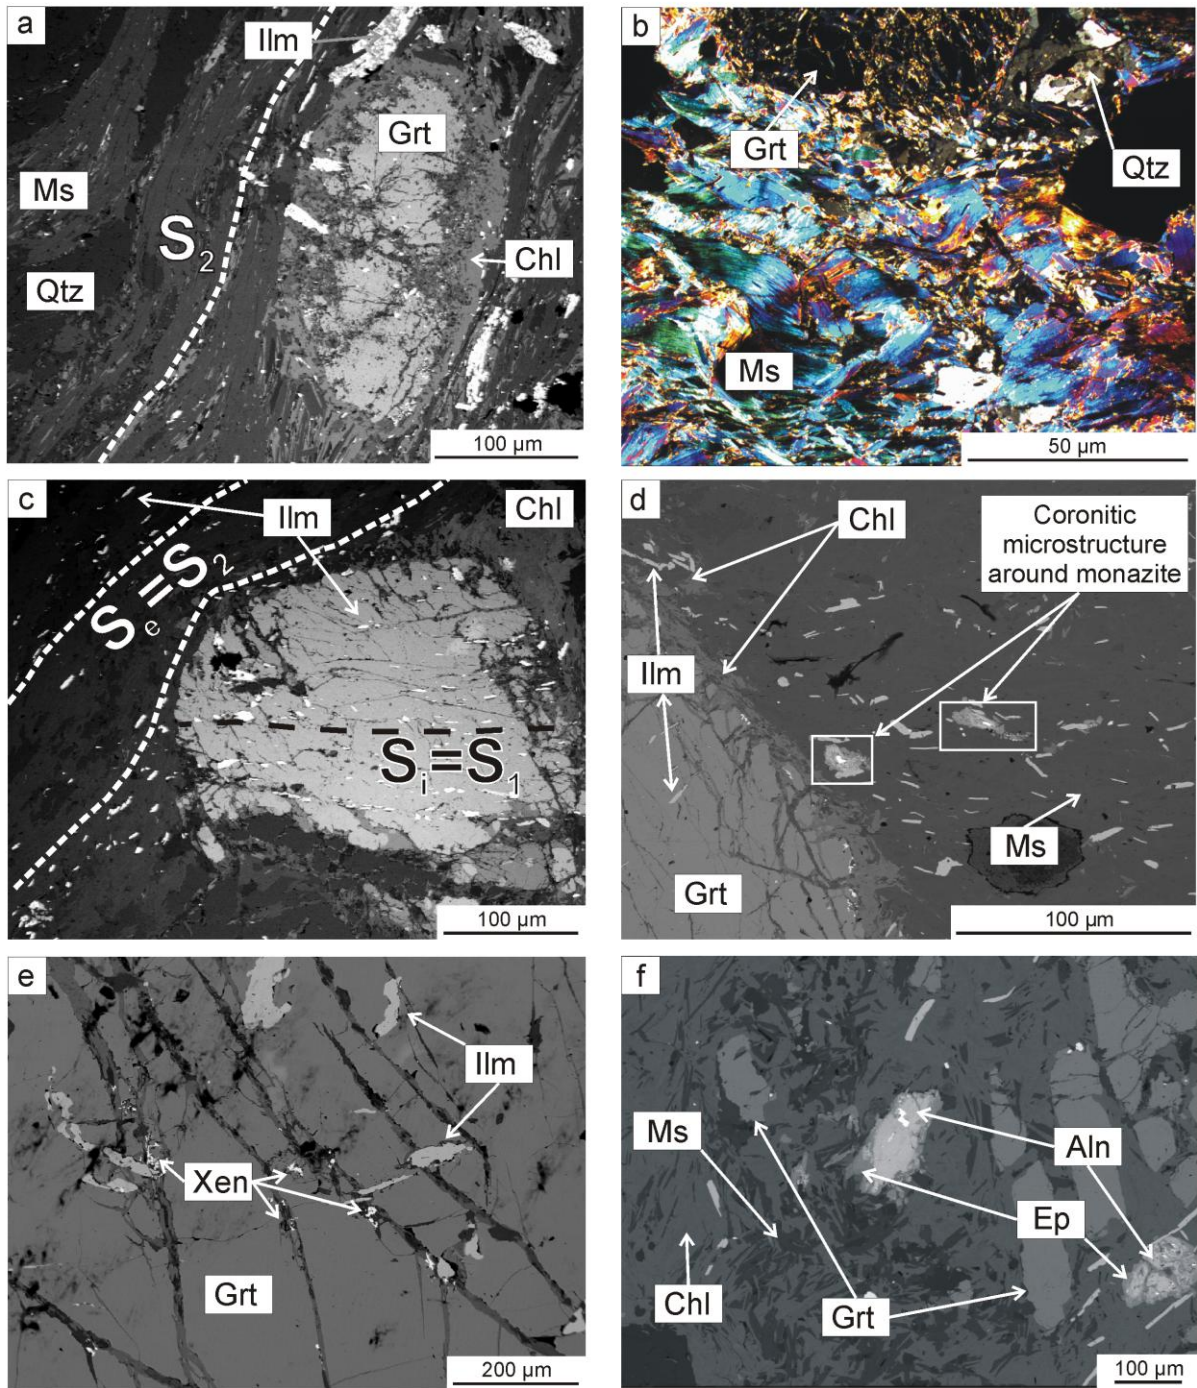 a
Ilm
Grt
Ms
S2
Chl
Qtz
100 µm
b
Grt
Qtz
Ms
50 µm
c
Ilm
Chl
Se=S2
Si=S1
100 µm
d
Chl
Coronitic
microstructure
around monazite
Ilm
Ms
Grt
100 µm
e
Ilm
Xen
Grt
200 µm
f
Ms
Aln
Ep
Chl
Grt
100 µm